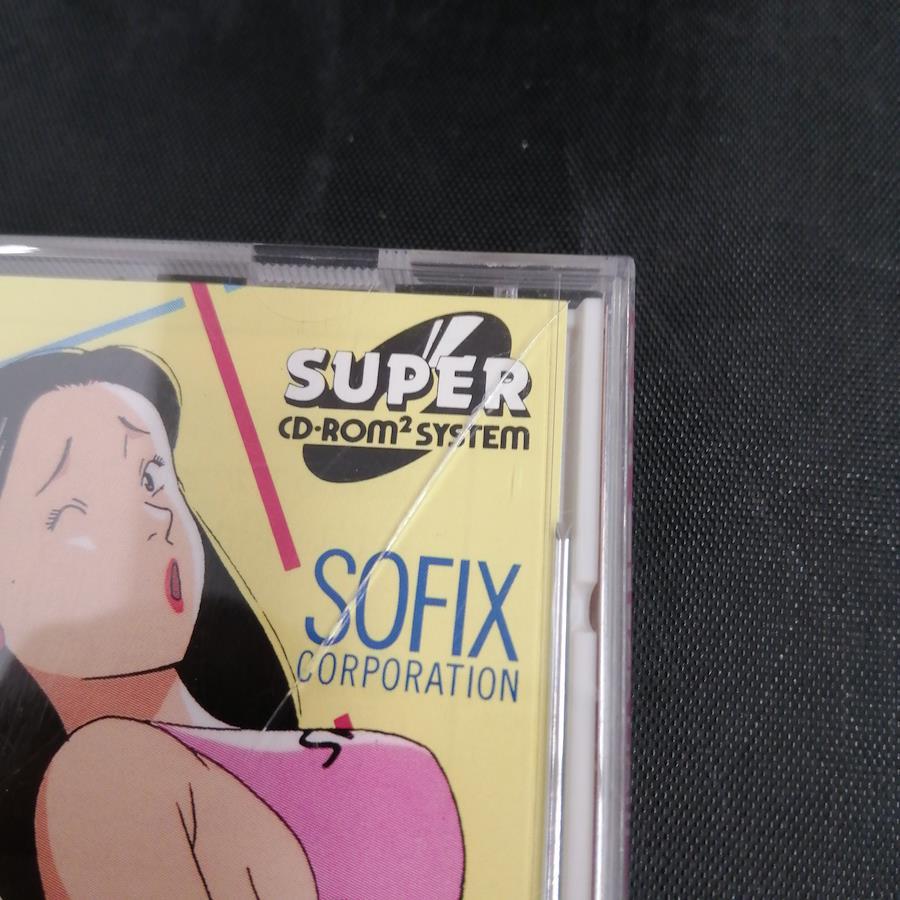 SUPER
CD-ROM² SYSTEM
SOFIX
CORPORATION